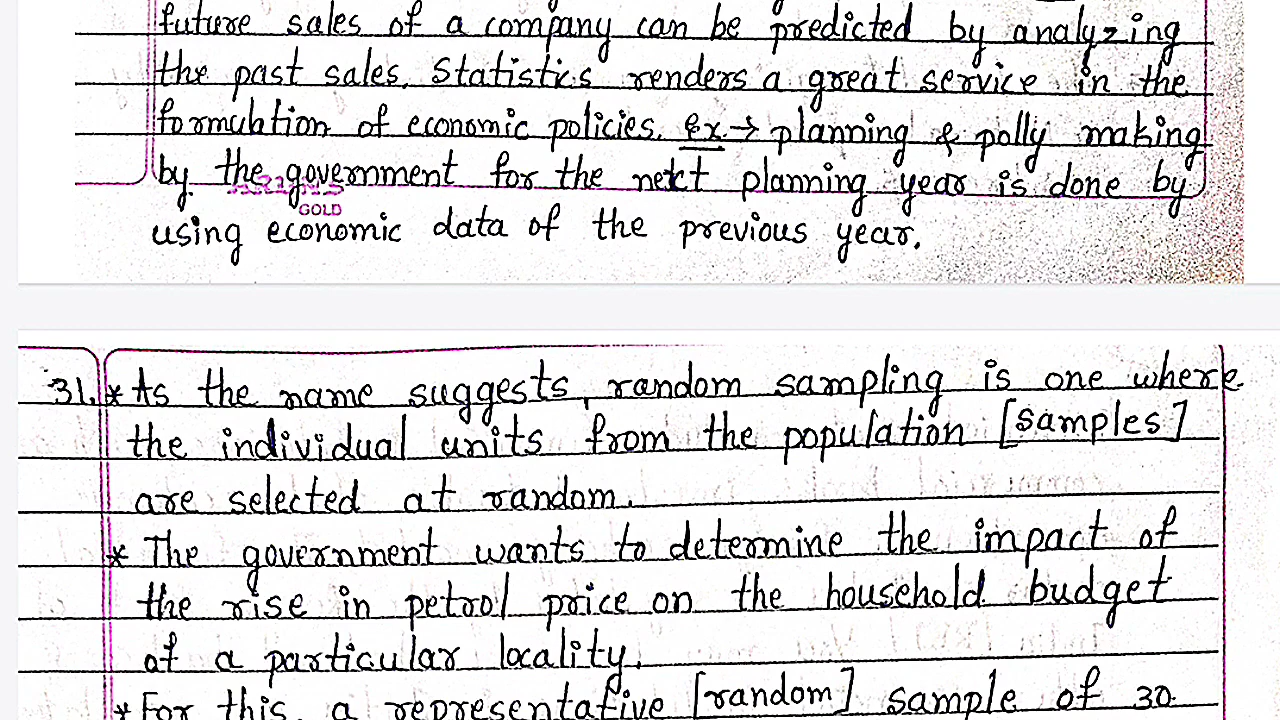 future sales of a company can be predicted by analyzing
the past sales. Statistics renders a great service in the
formulation of economic policies. Ex → planning & polly making
by the government for the next planning year is done by
GOLD
using economic data of the previous year.
31. * As the name suggests, random sampling is one where
the individual units from the population [samples]
are selected at random.
* The government wants to determine the impact of
the rise in petrol price on the household budget
of a particular locality.
* For this, a representative [random] sample of 30